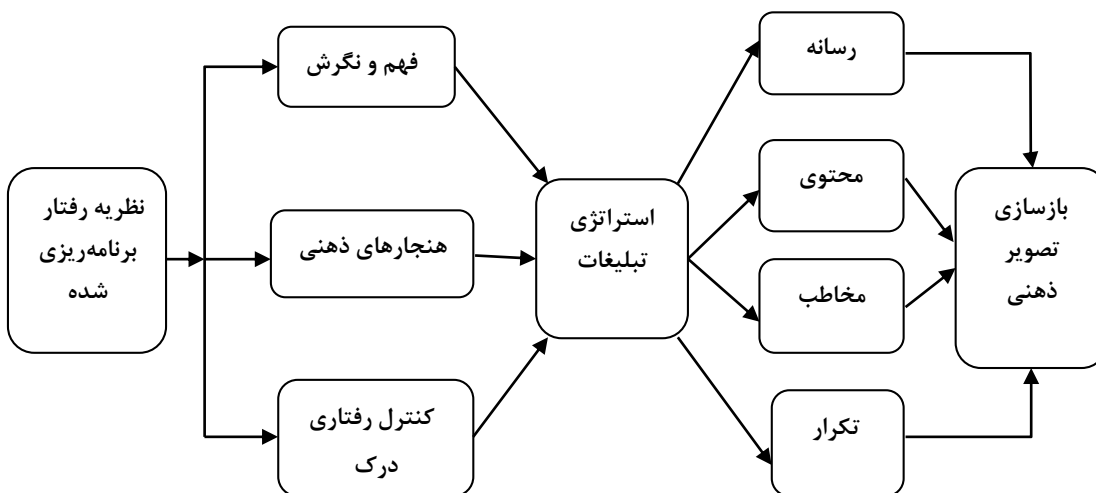 نظریه رفتار
برنامه‌ریزی
شده
فهم و نگرش
هنجارهای ذهنی
کنترل رفتاری
درک
استراتژی
تبلیغات
رسانه
محتوی
مخاطب
تکرار
بازسازی
تصویر
ذهنی